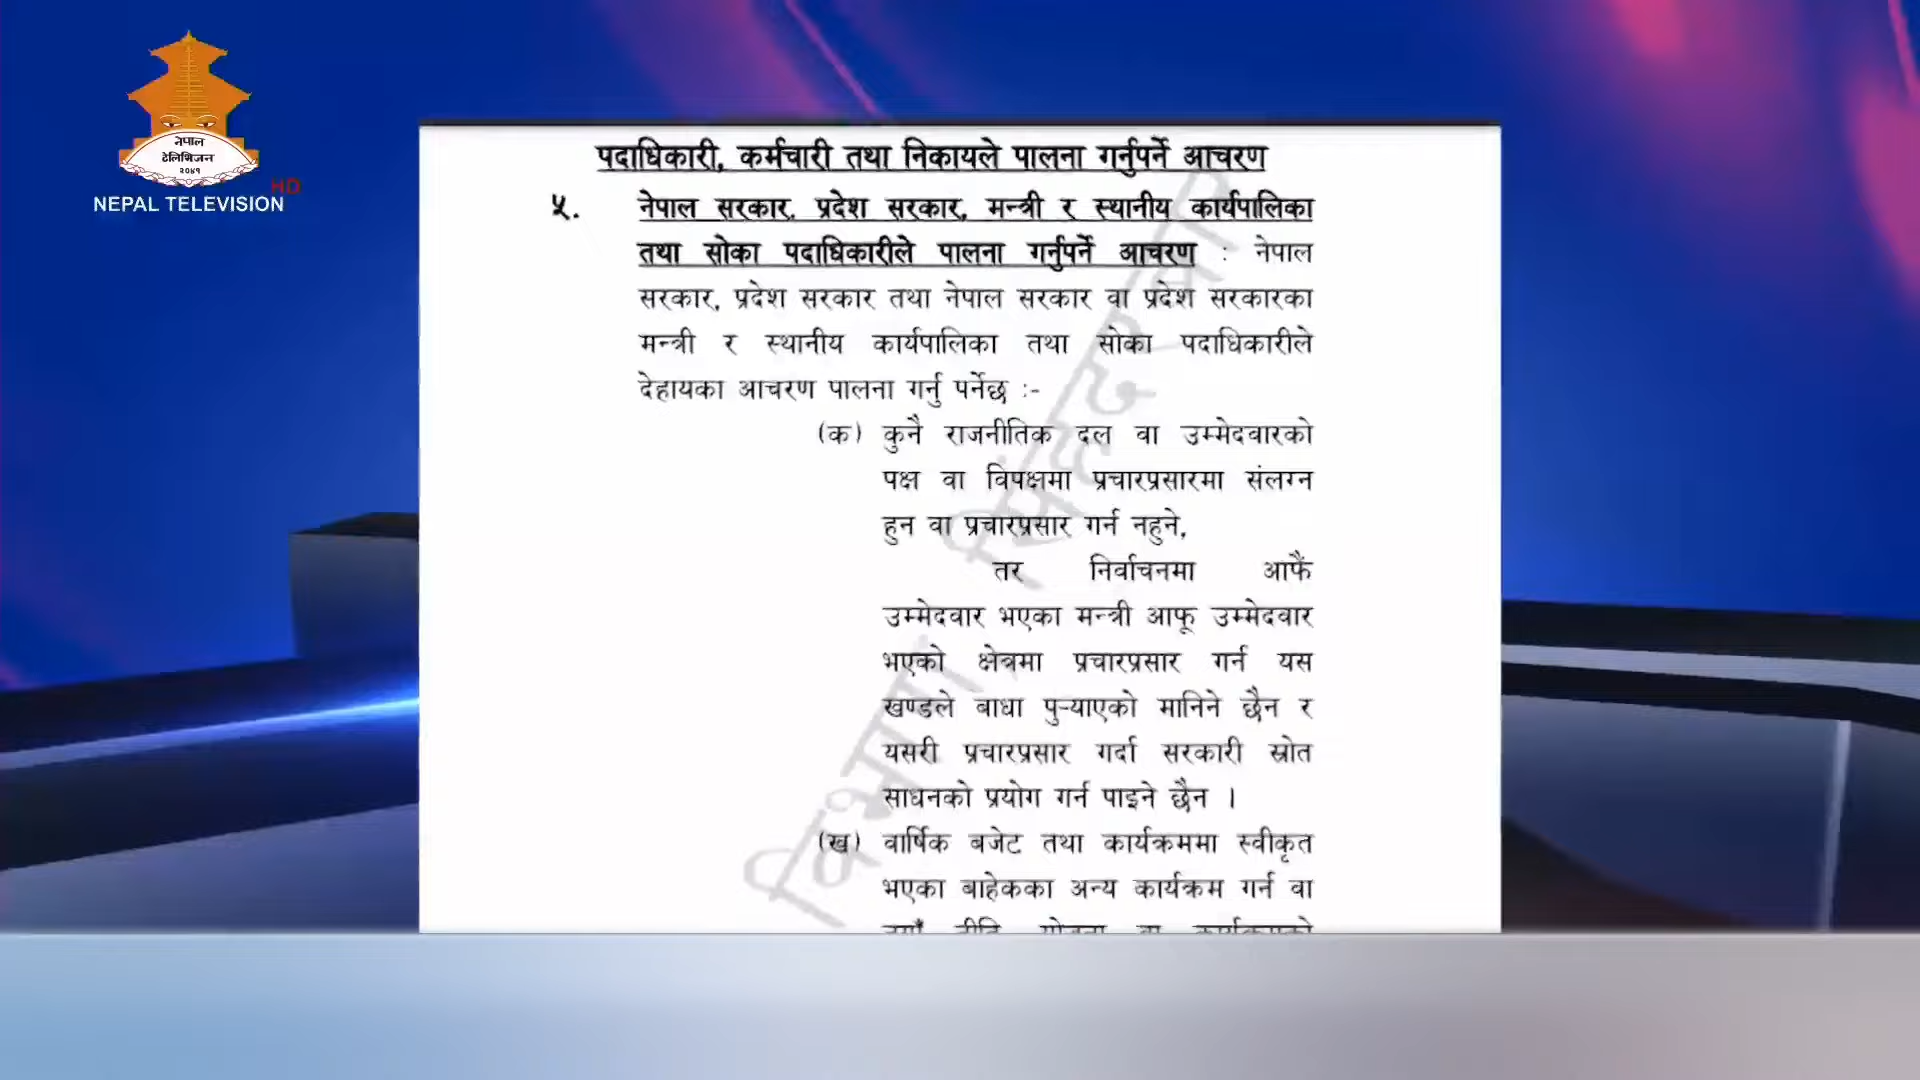 नेपाल
टेलिभिजन
२०४१
HD
NEPAL TELEVISION
पदाधिकारी, कर्मचारी तथा निकायले पालना गर्नुपर्ने आचरण
५. नेपाल सरकार, प्रदेश सरकार, मन्त्री र स्थानीय कार्यपालिका
तथा सोका पदाधिकारीले पालना गर्नुपर्ने आचरण : नेपाल
सरकार, प्रदेश सरकार तथा नेपाल सरकार वा प्रदेश सरकारका
मन्त्री र स्थानीय कार्यपालिका तथा सोका पदाधिकारीले
देहायका आचरण पालना गर्नु पर्नेछ :-
(क) कुनै राजनीतिक दल वा उम्मेदवारको
पक्ष वा विपक्षमा प्रचारप्रसारमा संलग्न
हुन वा प्रचारप्रसार गर्न नहुने,
तर निर्वाचनमा आफैं
उम्मेदवार भएका मन्त्री आफू उम्मेदवार
भएको क्षेत्रमा प्रचारप्रसार गर्न यस
खण्डले बाधा पुर्‍याएको मानिने छैन र
यसरी प्रचारप्रसार गर्दा सरकारी स्रोत
साधनको प्रयोग गर्न पाइने छैन ।
(ख) वार्षिक बजेट तथा कार्यक्रममा स्वीकृत
भएका बाहेकका अन्य कार्यक्रम गर्न वा